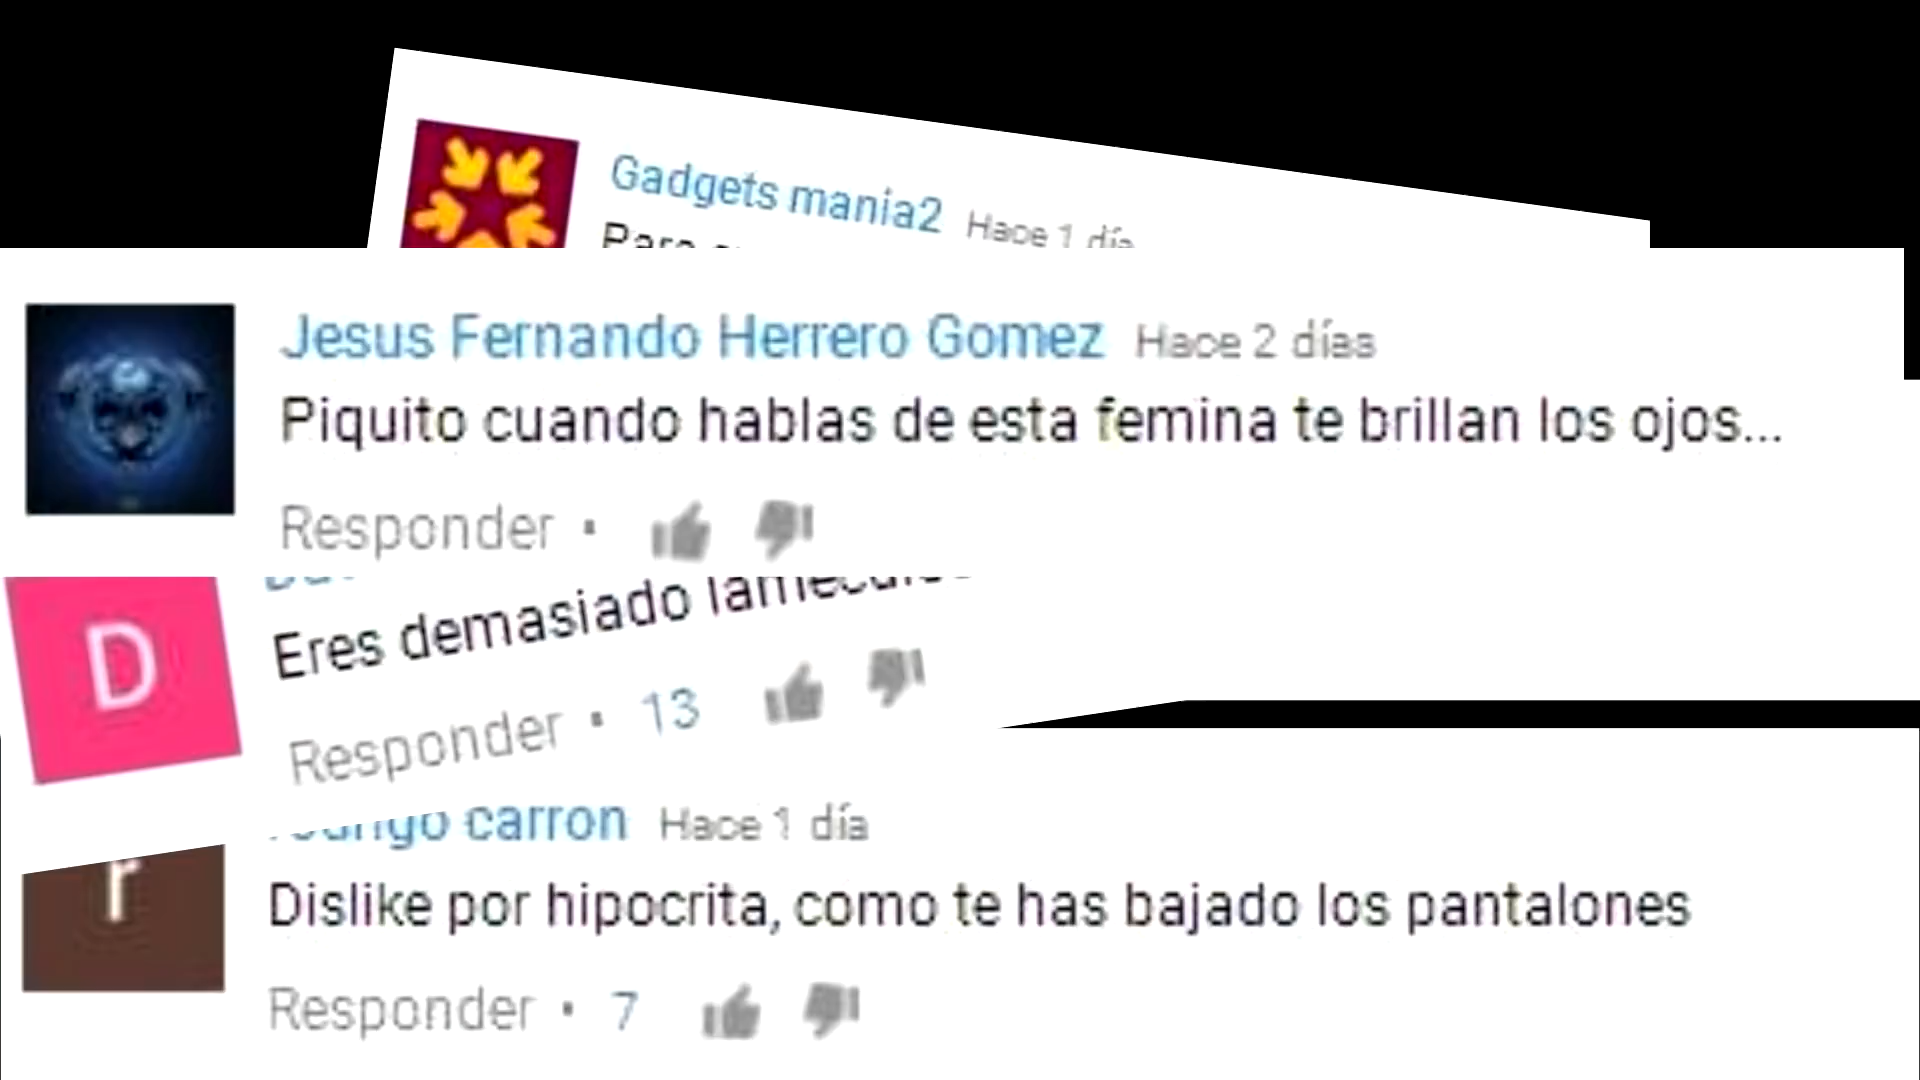 Gadgets mania2 Hace 1 día
Para
Jesus Fernando Herrero Gomez Hace 2 días
Piquito cuando hablas de esta femina te brillan los ojos...
Responder •
D
Eres demasiado lameculos
Responder • 13
r
carron Hace 1 día
Dislike por hipocrita, como te has bajado los pantalones
Responder • 7